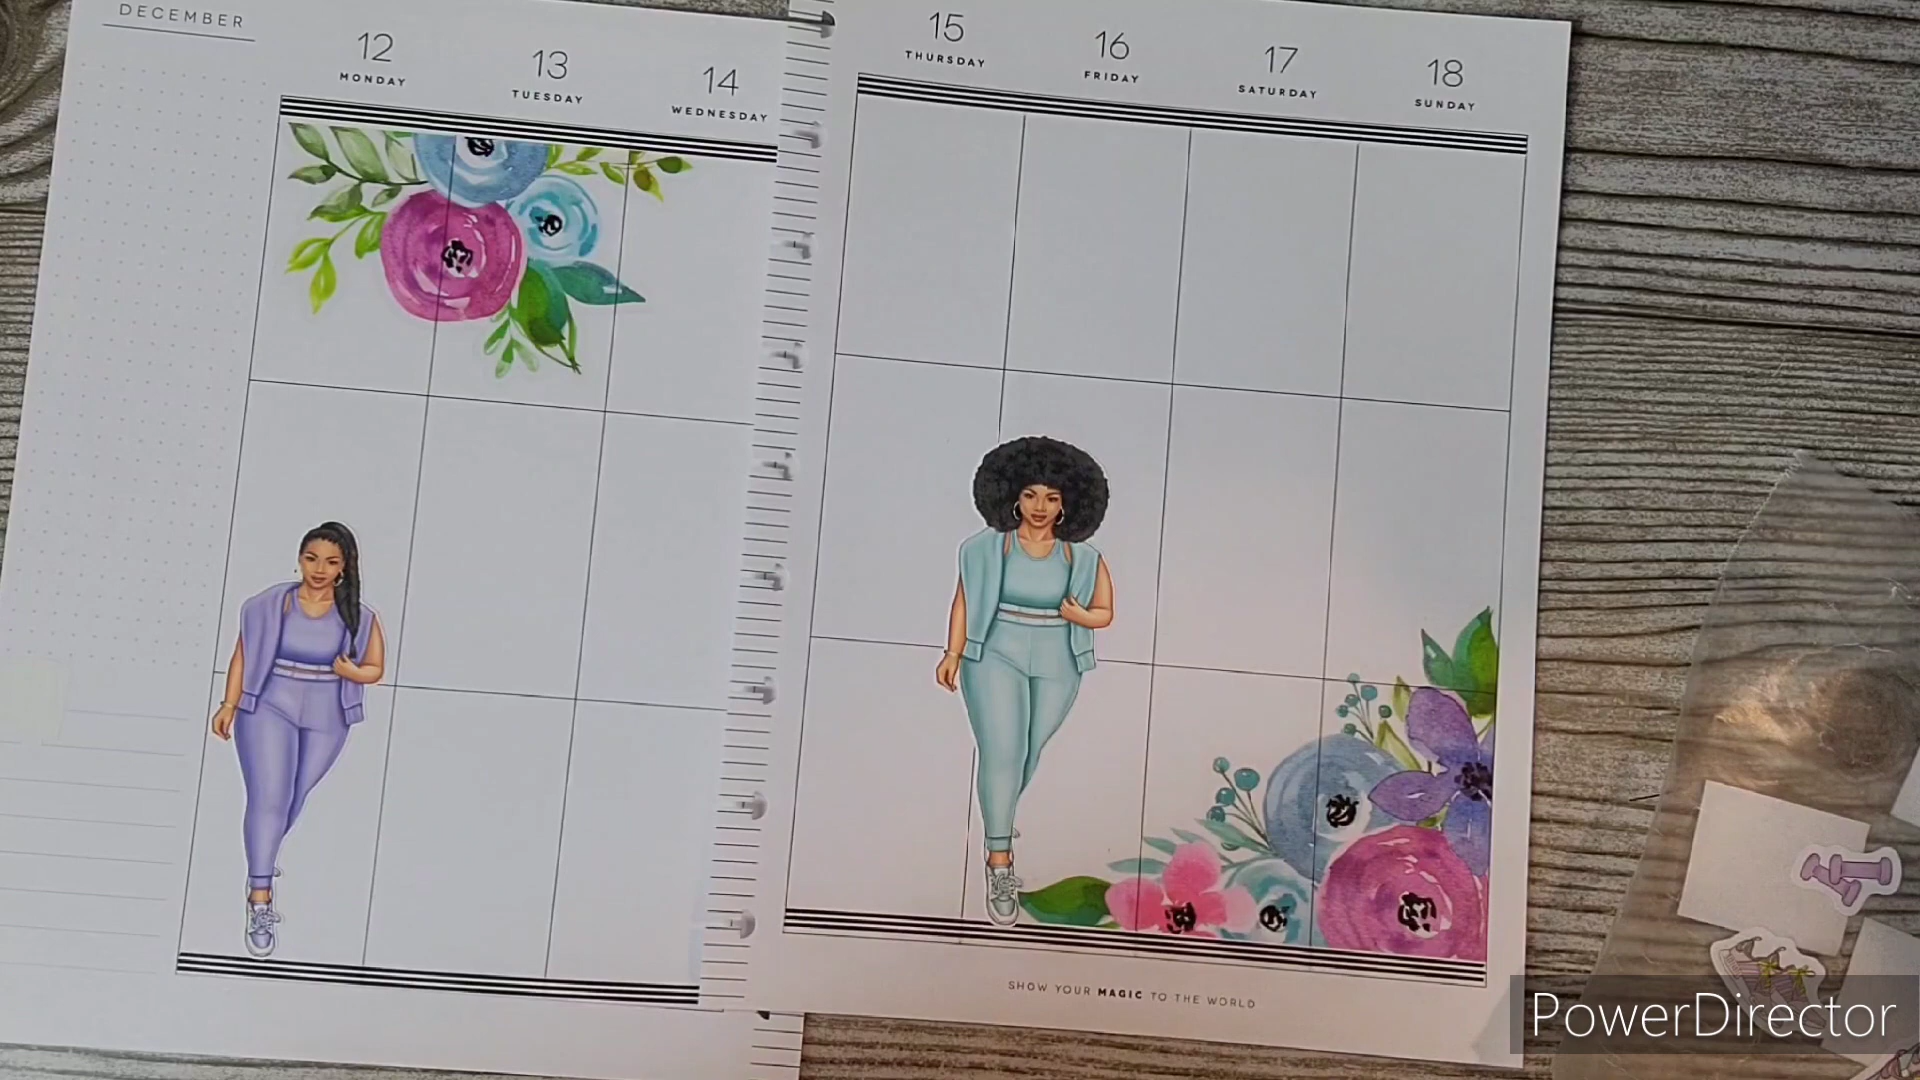 DECEMBER
12
MONDAY
13
TUESDAY
14
WEDNESDAY
15
THURSDAY
16
FRIDAY
17
SATURDAY
18
SUNDAY
SHOW YOUR MAGIC TO THE WORLD
PowerDirector